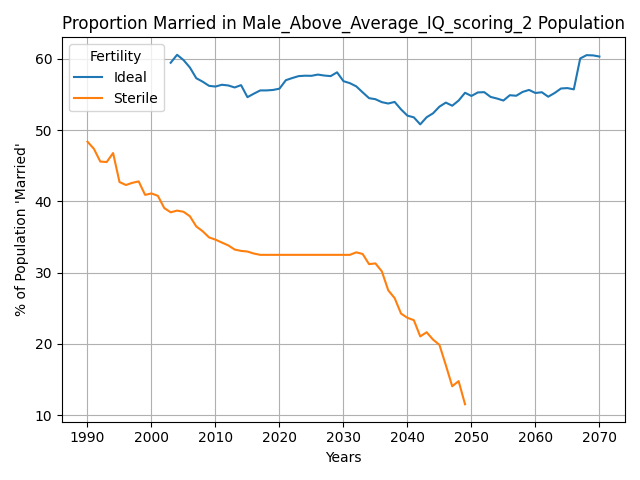 Proportion Married in Male_Above_Average_IQ_scoring_2 Population
Fertility
Ideal
Sterile
% of Population 'Married'
60
50
40
30
20
10
1990 2000 2010 2020 2030 2040 2050 2060 2070
Years